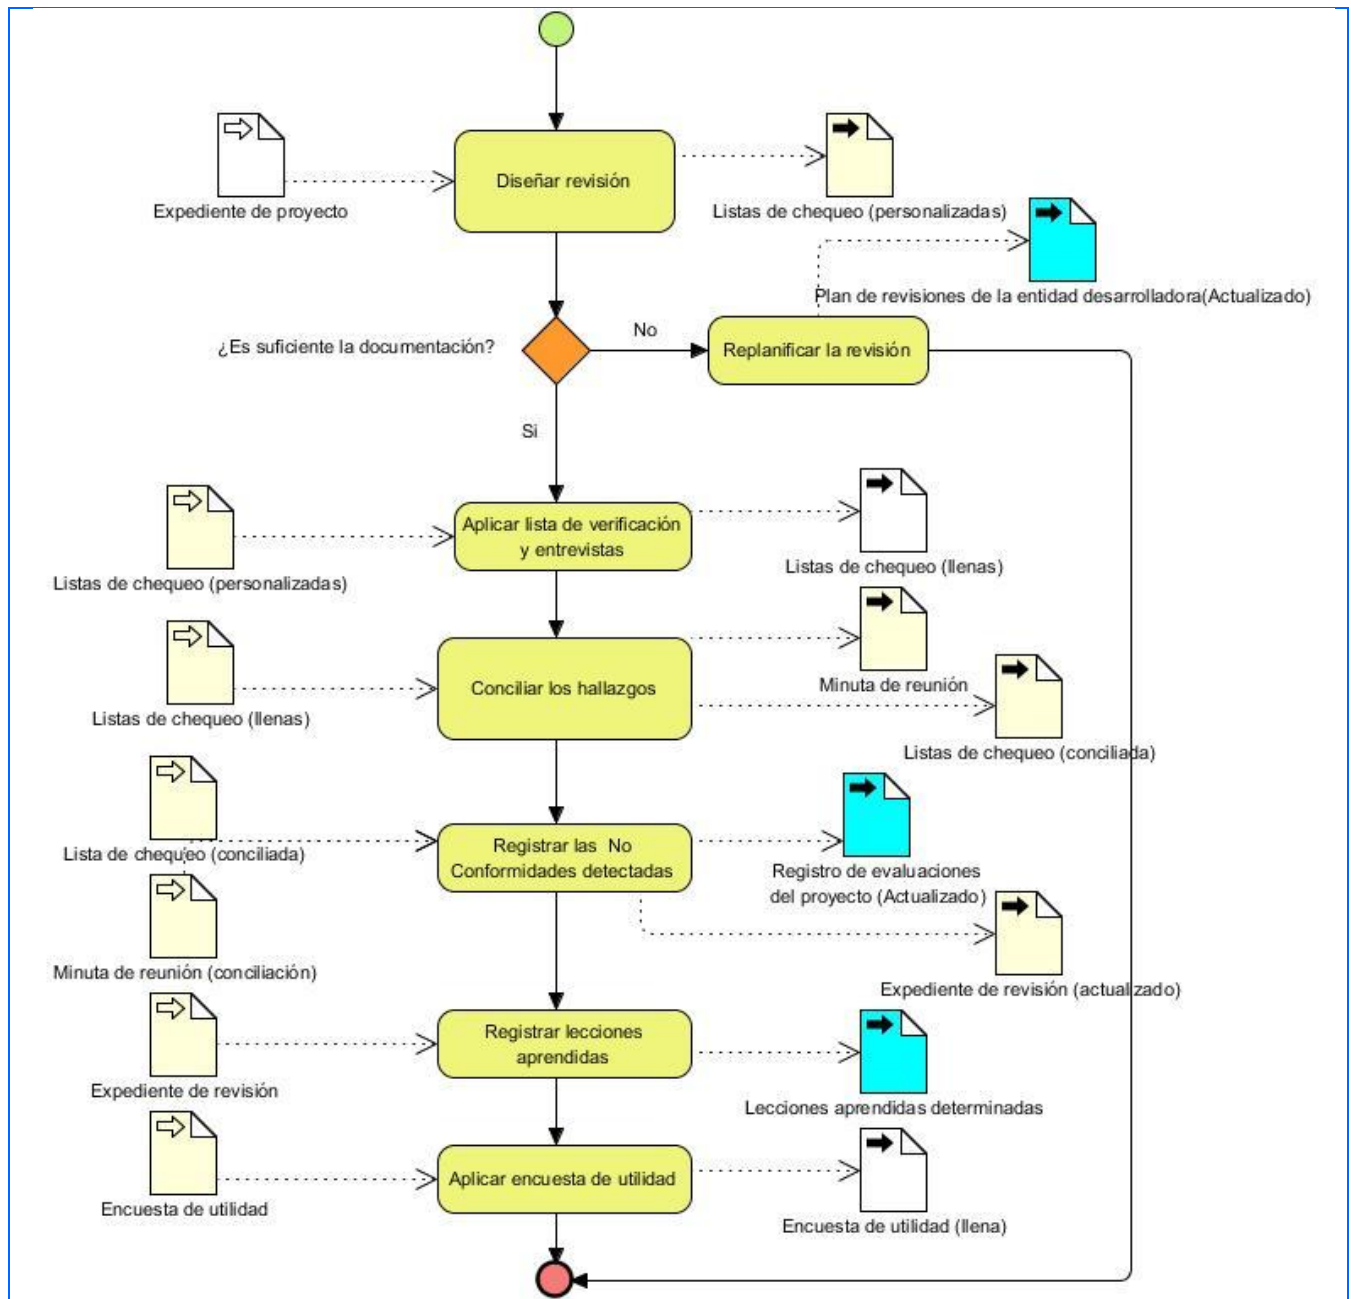 Diseñar revisión
Expediente de proyecto
Listas de chequeo (personalizadas)
Plan de revisiones de la entidad desarrolladora(Actualizado)
No
¿Es suficiente la documentación?
Replanificar la revisión
Si
Aplicar lista de verificación
y entrevistas
Listas de chequeo (llenas)
Listas de chequeo (personalizadas)
Conciliar los hallazgos
Minuta de reunión
Listas de chequeo (llenas)
Listas de chequeo (conciliada)
Registrar las No
Conformidades detectadas
Lista de chequeo (conciliada)
Registro de evaluaciones
del proyecto (Actualizado)
Minuta de reunión (conciliación)
Expediente de revisión (actualizado)
Registrar lecciones
aprendidas
Expediente de revisión
Lecciones aprendidas determinadas
Aplicar encuesta de utilidad
Encuesta de utilidad
Encuesta de utilidad (llena)